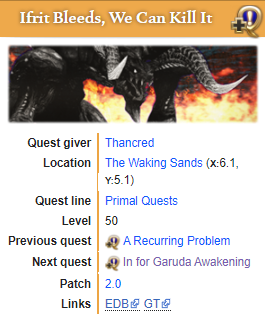 Ifrit Bleeds, We Can Kill It
Quest giver Thancred
Location The Waking Sands (X:6.1,
Y:5.1)
Quest line Primal Quests
Level 50
Previous quest A Recurring Problem
Next quest In for Garuda Awakening
Patch 2.0
Links EDB GT